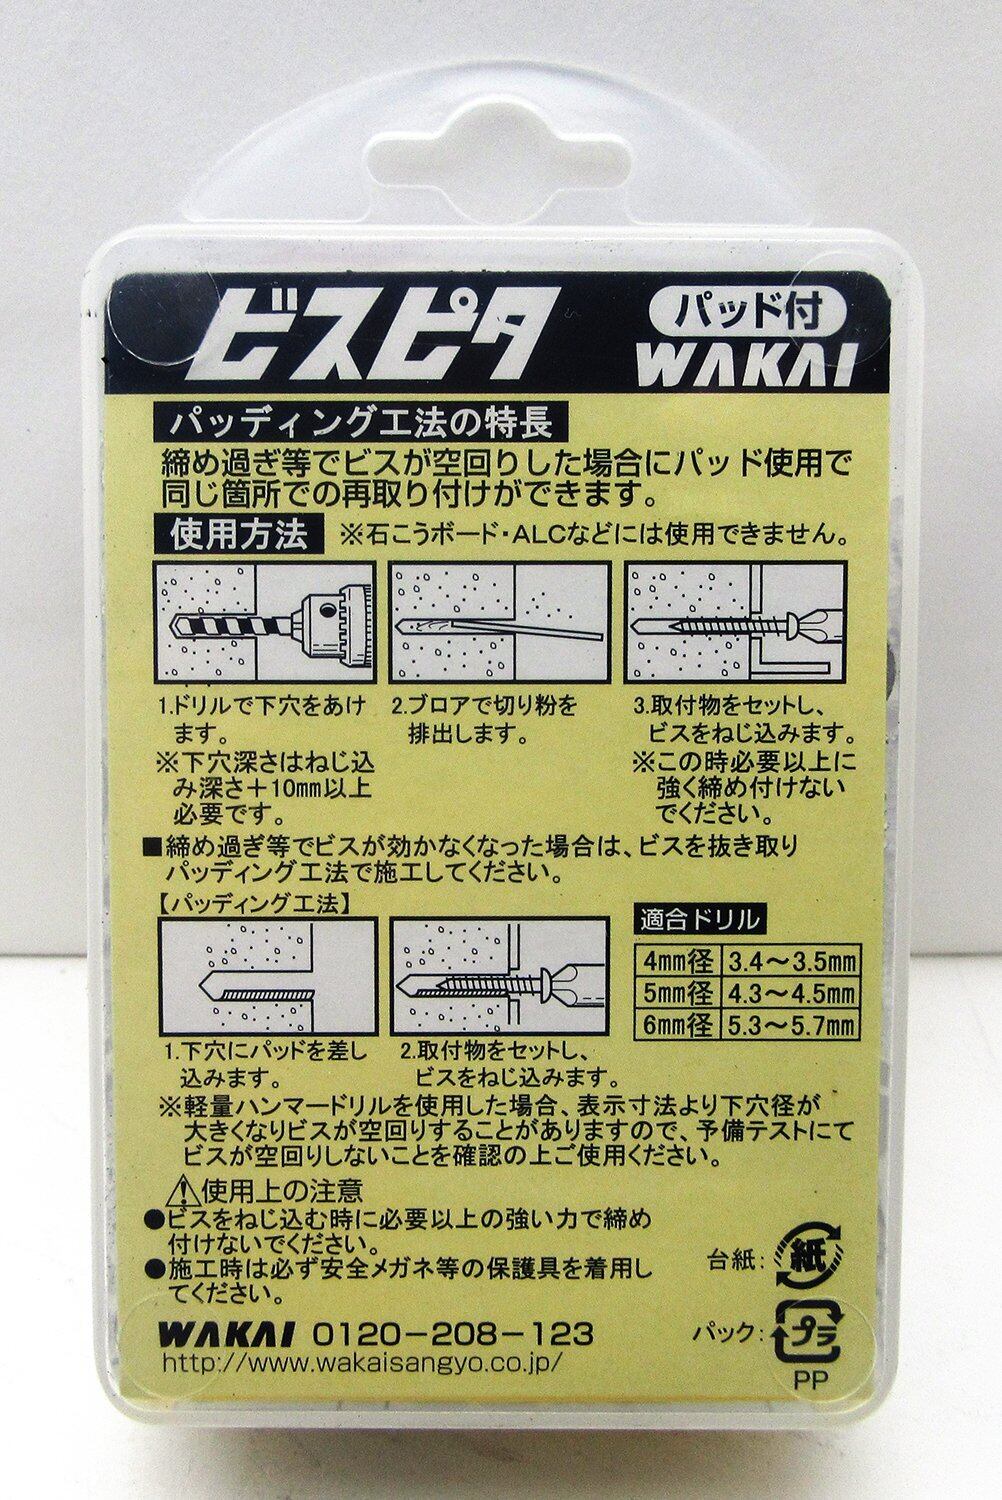 ビスピタ
パッド付
WAKAI
パッディング工法の特長
締め過ぎ等でビスが空回りした場合にパッド使用で
同じ箇所での再取り付けができます。
使用方法 ※石こうボード・ALCなどには使用できません。
1.ドリルで下穴をあけ
ます。
※下穴深さはねじ込
み深さ＋10mm以上
必要です。
2.ブロアで切り粉を
排出します。
3.取付物をセットし、
ビスをねじ込みます。
※この時必要以上に
強く締め付けない
でください。
■締め過ぎ等でビスが効かなくなった場合は、ビスを抜き取り
パッディング工法で施工してください。
【パッディング工法】
1.下穴にパッドを差し
込みます。
2.取付物をセットし、
ビスをねじ込みます。
適合ドリル
4mm径 3.4〜3.5mm
5mm径 4.3〜4.5mm
6mm径 5.3〜5.7mm
※軽量ハンマードリルを使用した場合、表示寸法より下穴径が
大きくなりビスが空回りすることがありますので、予備テストにて
ビスが空回りしないことを確認の上ご使用ください。
⚠使用上の注意
●ビスをねじ込む時に必要以上の強い力で締め
付けないでください。
●施工時は必ず安全メガネ等の保護具を着用し
てください。
台紙: 紙
WAKAI 0120-208-123
http://www.wakaisangyo.co.jp/
パック: プラ
PP